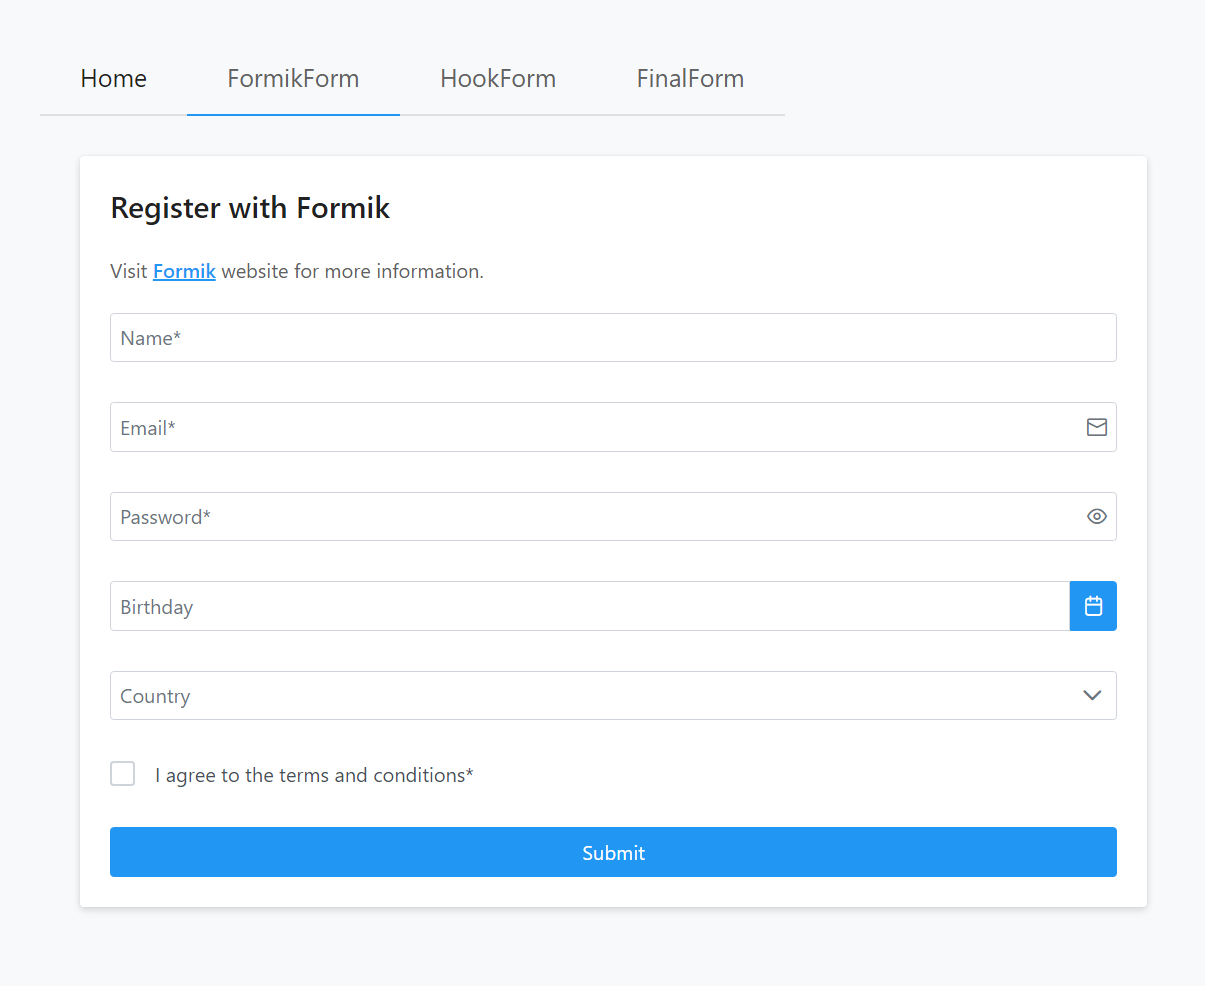 Home FormikForm HookForm FinalForm
Register with Formik
Visit Formik website for more information.
Name*
Email*
Password*
Birthday
Country
I agree to the terms and conditions*
Submit